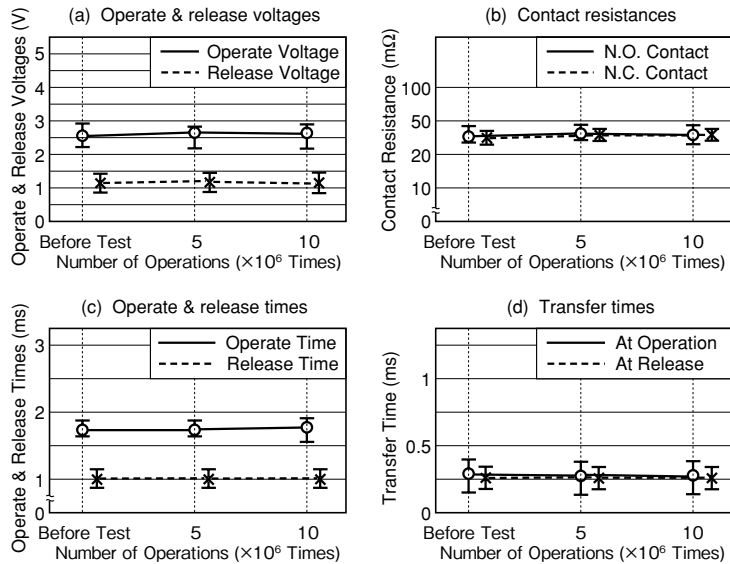 (a) Operate & release voltages
Operate & Release Voltages (V)
5
4
3
2
1
0
Operate Voltage
Release Voltage
Before Test
5
10
Number of Operations (×10⁶ Times)
(b) Contact resistances
Contact Resistance (mΩ)
100
50
20
10
0
N.O. Contact
N.C. Contact
Before Test
5
10
Number of Operations (×10⁶ Times)
(c) Operate & release times
Operate & Release Times (ms)
3
2
1
0
Operate Time
Release Time
Before Test
5
10
Number of Operations (×10⁶ Times)
(d) Transfer times
Transfer Time (ms)
1
0.5
0
At Operation
At Release
Before Test
5
10
Number of Operations (×10⁶ Times)